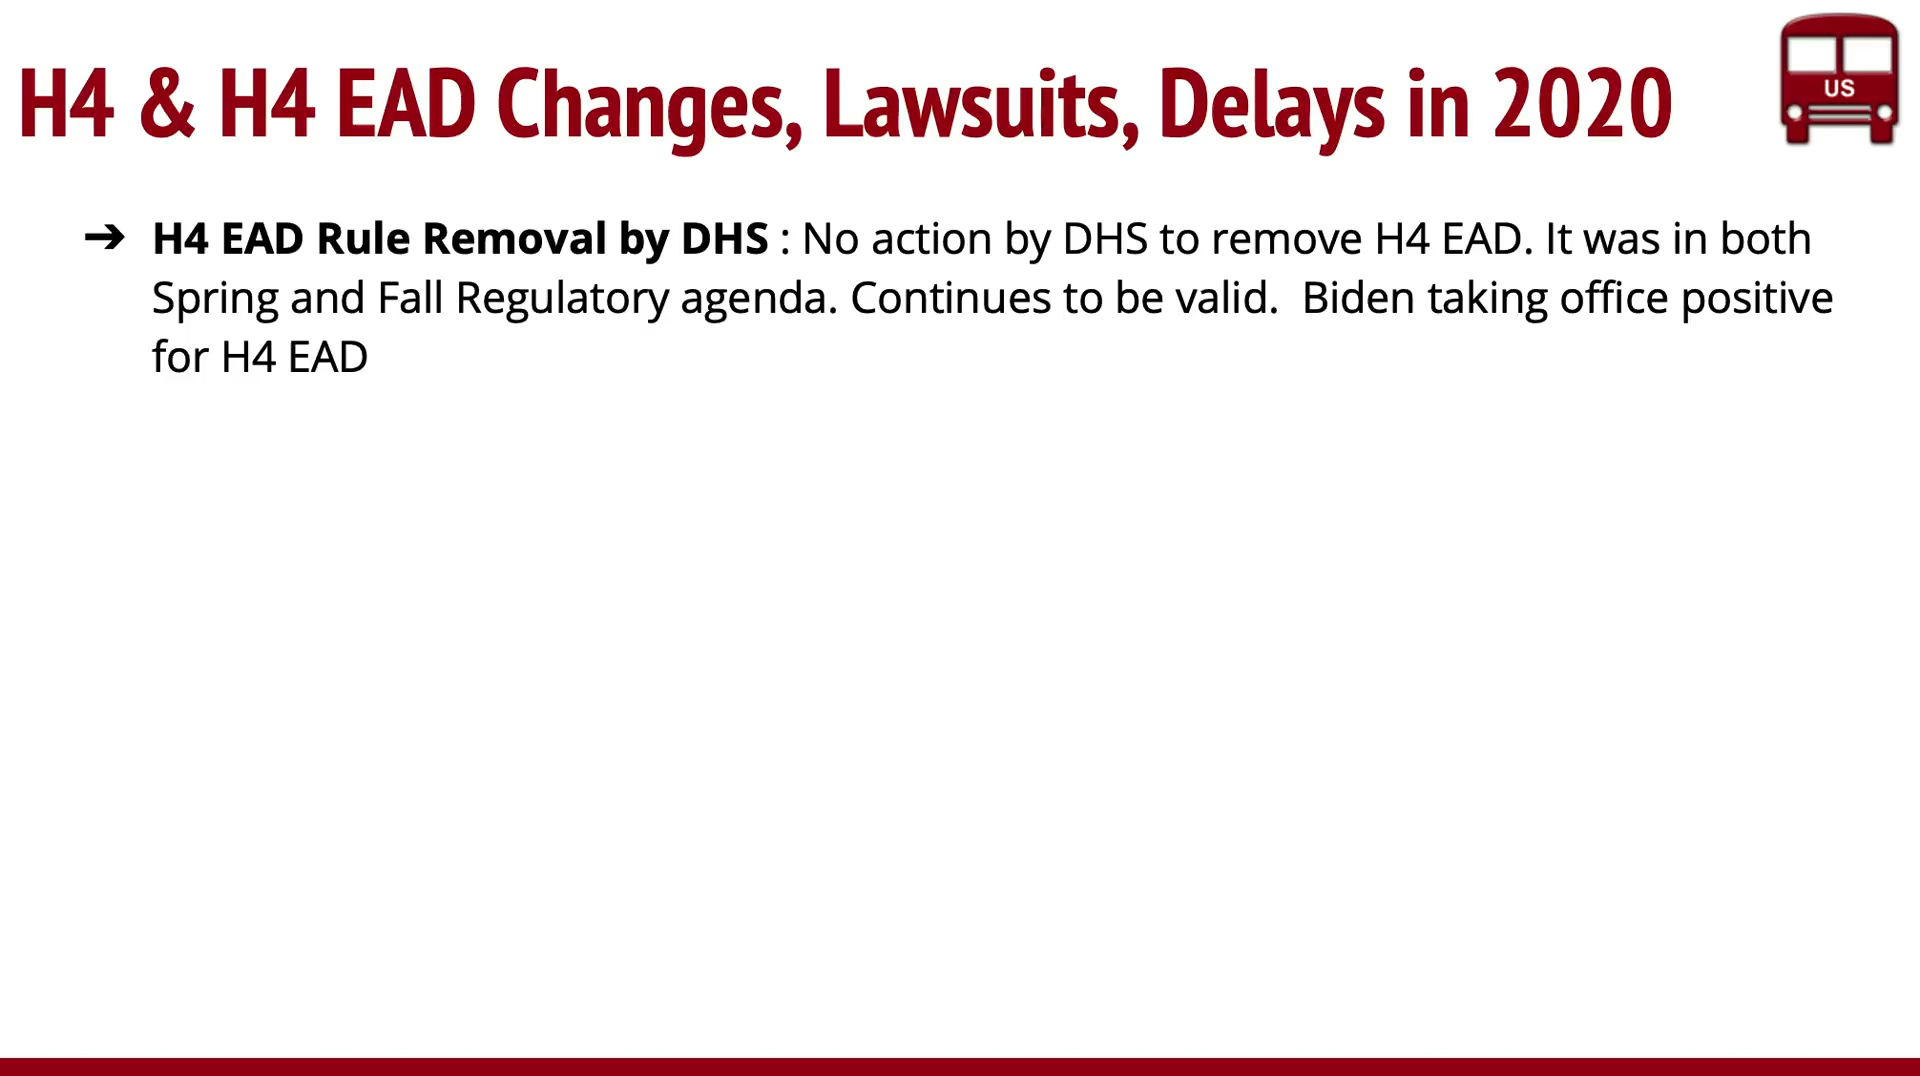 H4 & H4 EAD Changes, Lawsuits, Delays in 2020
US
➔ H4 EAD Rule Removal by DHS : No action by DHS to remove H4 EAD. It was in both
Spring and Fall Regulatory agenda. Continues to be valid.  Biden taking office positive
for H4 EAD